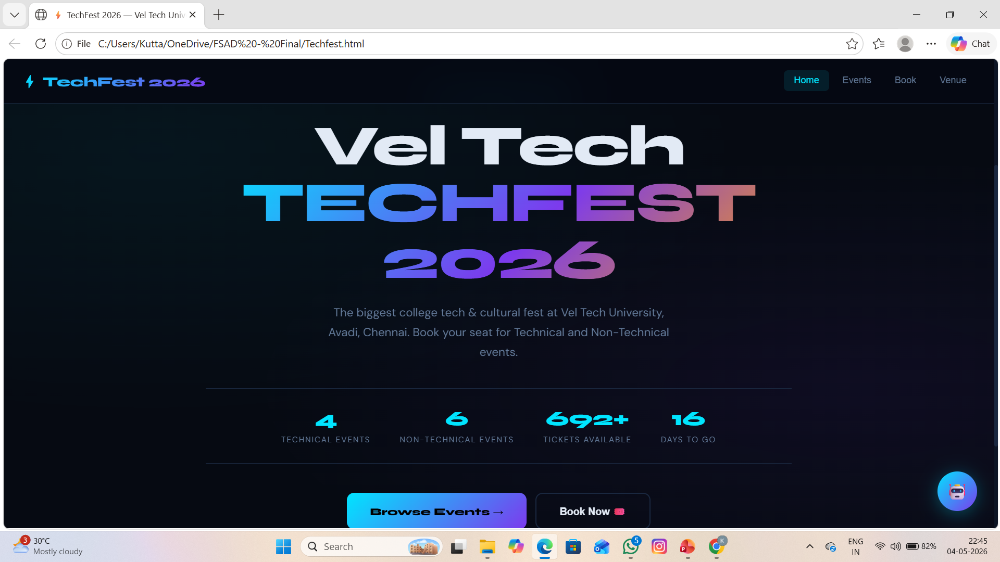 TechFest 2026 — Vel Tech Univ
File
C:/Users/Kutta/OneDrive/FSAD%20-%20Final/Techfest.html
Chat
TechFest 2026
Home
Events
Book
Venue
Vel Tech
TECHFEST
2026
The biggest college tech & cultural fest at Vel Tech University,
Avadi, Chennai. Book your seat for Technical and Non-Technical
events.
4
TECHNICAL EVENTS
6
NON-TECHNICAL EVENTS
692+
TICKETS AVAILABLE
16
DAYS TO GO
Browse Events →
Book Now
3
30°C
Mostly cloudy
Search
5
K
ENG
IN
82%
22:45
04-05-2026